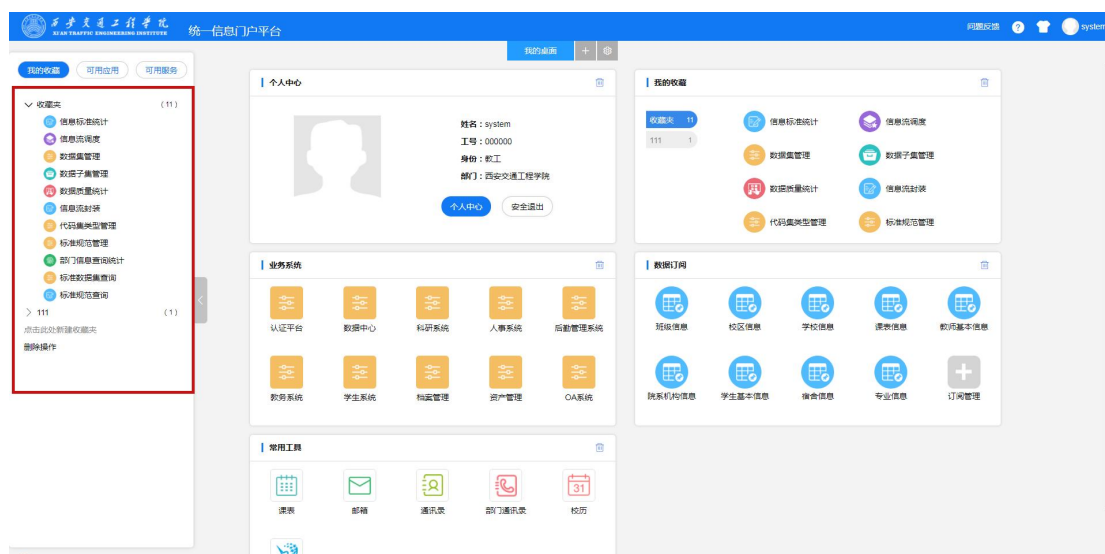 西安交通工程学院
XI'AN TRAFFIC ENGINEERING INSTITUTE
统一信息门户平台
问题反馈
?
system
我的桌面
我的收藏 可用应用 可用服务
收藏夹 (11)
信息标准统计
信息流调度
数据集管理
数据子集管理
数据质量统计
信息流封装
代码集类型管理
标准规范管理
部门信息查询统计
标准数据集查询
标准规范查询
111 (1)
点击此处新建收藏夹
删除操作
个人中心
姓名：system
工号：000000
身份：教工
部门：西安交通工程学院
个人中心 安全退出
我的收藏
收藏夹 11
111 1
信息标准统计 信息流调度
数据集管理 数据子集管理
数据质量统计 信息流封装
代码集类型管理 标准规范管理
业务系统
认证平台 数据中心 科研系统 人事系统 后勤管理系统
教务系统 学生系统 档案管理 资产管理 OA系统
数据订阅
班级信息 校区信息 学校信息 课表信息 教师基本信息
院系机构信息 学生基本信息 宿舍信息 专业信息 订阅管理
常用工具
31
课表 邮箱 通讯录 部门通讯录 校历